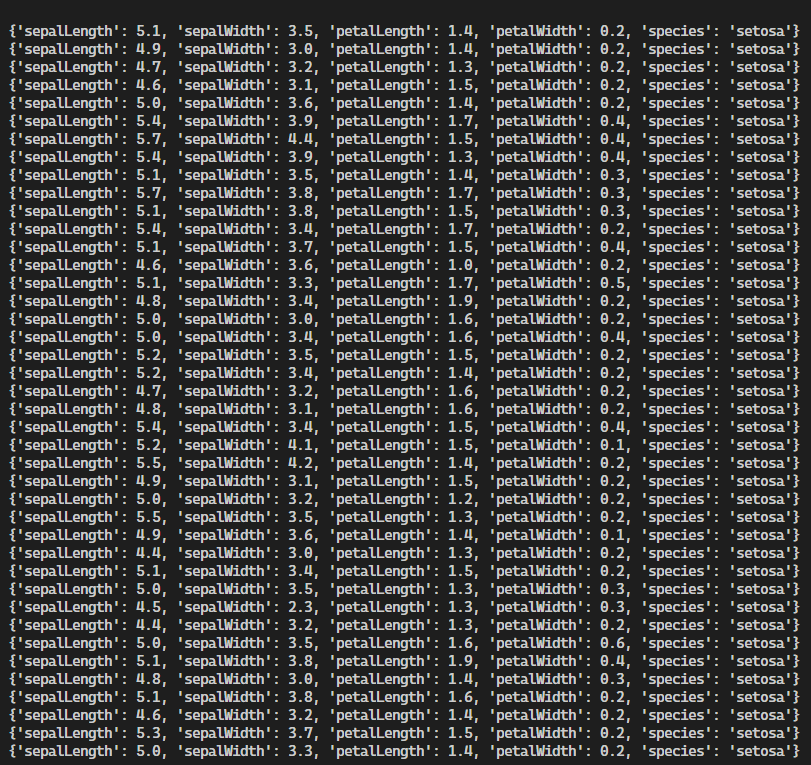 {'sepalLength': 5.1, 'sepalWidth': 3.5, 'petalLength': 1.4, 'petalWidth': 0.2, 'species': 'setosa'}
{'sepalLength': 4.9, 'sepalWidth': 3.0, 'petalLength': 1.4, 'petalWidth': 0.2, 'species': 'setosa'}
{'sepalLength': 4.7, 'sepalWidth': 3.2, 'petalLength': 1.3, 'petalWidth': 0.2, 'species': 'setosa'}
{'sepalLength': 4.6, 'sepalWidth': 3.1, 'petalLength': 1.5, 'petalWidth': 0.2, 'species': 'setosa'}
{'sepalLength': 5.0, 'sepalWidth': 3.6, 'petalLength': 1.4, 'petalWidth': 0.2, 'species': 'setosa'}
{'sepalLength': 5.4, 'sepalWidth': 3.9, 'petalLength': 1.7, 'petalWidth': 0.4, 'species': 'setosa'}
{'sepalLength': 5.7, 'sepalWidth': 4.4, 'petalLength': 1.5, 'petalWidth': 0.4, 'species': 'setosa'}
{'sepalLength': 5.4, 'sepalWidth': 3.9, 'petalLength': 1.3, 'petalWidth': 0.4, 'species': 'setosa'}
{'sepalLength': 5.1, 'sepalWidth': 3.5, 'petalLength': 1.4, 'petalWidth': 0.3, 'species': 'setosa'}
{'sepalLength': 5.7, 'sepalWidth': 3.8, 'petalLength': 1.7, 'petalWidth': 0.3, 'species': 'setosa'}
{'sepalLength': 5.1, 'sepalWidth': 3.8, 'petalLength': 1.5, 'petalWidth': 0.3, 'species': 'setosa'}
{'sepalLength': 5.4, 'sepalWidth': 3.4, 'petalLength': 1.7, 'petalWidth': 0.2, 'species': 'setosa'}
{'sepalLength': 5.1, 'sepalWidth': 3.7, 'petalLength': 1.5, 'petalWidth': 0.4, 'species': 'setosa'}
{'sepalLength': 4.6, 'sepalWidth': 3.6, 'petalLength': 1.0, 'petalWidth': 0.2, 'species': 'setosa'}
{'sepalLength': 5.1, 'sepalWidth': 3.3, 'petalLength': 1.7, 'petalWidth': 0.5, 'species': 'setosa'}
{'sepalLength': 4.8, 'sepalWidth': 3.4, 'petalLength': 1.9, 'petalWidth': 0.2, 'species': 'setosa'}
{'sepalLength': 5.0, 'sepalWidth': 3.0, 'petalLength': 1.6, 'petalWidth': 0.2, 'species': 'setosa'}
{'sepalLength': 5.0, 'sepalWidth': 3.4, 'petalLength': 1.6, 'petalWidth': 0.4, 'species': 'setosa'}
{'sepalLength': 5.2, 'sepalWidth': 3.5, 'petalLength': 1.5, 'petalWidth': 0.2, 'species': 'setosa'}
{'sepalLength': 5.2, 'sepalWidth': 3.4, 'petalLength': 1.4, 'petalWidth': 0.2, 'species': 'setosa'}
{'sepalLength': 4.7, 'sepalWidth': 3.2, 'petalLength': 1.6, 'petalWidth': 0.2, 'species': 'setosa'}
{'sepalLength': 4.8, 'sepalWidth': 3.1, 'petalLength': 1.6, 'petalWidth': 0.2, 'species': 'setosa'}
{'sepalLength': 5.4, 'sepalWidth': 3.4, 'petalLength': 1.5, 'petalWidth': 0.4, 'species': 'setosa'}
{'sepalLength': 5.2, 'sepalWidth': 4.1, 'petalLength': 1.5, 'petalWidth': 0.1, 'species': 'setosa'}
{'sepalLength': 5.5, 'sepalWidth': 4.2, 'petalLength': 1.4, 'petalWidth': 0.2, 'species': 'setosa'}
{'sepalLength': 4.9, 'sepalWidth': 3.1, 'petalLength': 1.5, 'petalWidth': 0.2, 'species': 'setosa'}
{'sepalLength': 5.0, 'sepalWidth': 3.2, 'petalLength': 1.2, 'petalWidth': 0.2, 'species': 'setosa'}
{'sepalLength': 5.5, 'sepalWidth': 3.5, 'petalLength': 1.3, 'petalWidth': 0.2, 'species': 'setosa'}
{'sepalLength': 4.9, 'sepalWidth': 3.6, 'petalLength': 1.4, 'petalWidth': 0.1, 'species': 'setosa'}
{'sepalLength': 4.4, 'sepalWidth': 3.0, 'petalLength': 1.3, 'petalWidth': 0.2, 'species': 'setosa'}
{'sepalLength': 5.1, 'sepalWidth': 3.4, 'petalLength': 1.5, 'petalWidth': 0.2, 'species': 'setosa'}
{'sepalLength': 5.0, 'sepalWidth': 3.5, 'petalLength': 1.3, 'petalWidth': 0.3, 'species': 'setosa'}
{'sepalLength': 4.5, 'sepalWidth': 2.3, 'petalLength': 1.3, 'petalWidth': 0.3, 'species': 'setosa'}
{'sepalLength': 4.4, 'sepalWidth': 3.2, 'petalLength': 1.3, 'petalWidth': 0.2, 'species': 'setosa'}
{'sepalLength': 5.0, 'sepalWidth': 3.5, 'petalLength': 1.6, 'petalWidth': 0.6, 'species': 'setosa'}
{'sepalLength': 5.1, 'sepalWidth': 3.8, 'petalLength': 1.9, 'petalWidth': 0.4, 'species': 'setosa'}
{'sepalLength': 4.8, 'sepalWidth': 3.0, 'petalLength': 1.4, 'petalWidth': 0.3, 'species': 'setosa'}
{'sepalLength': 5.1, 'sepalWidth': 3.8, 'petalLength': 1.6, 'petalWidth': 0.2, 'species': 'setosa'}
{'sepalLength': 4.6, 'sepalWidth': 3.2, 'petalLength': 1.4, 'petalWidth': 0.2, 'species': 'setosa'}
{'sepalLength': 5.3, 'sepalWidth': 3.7, 'petalLength': 1.5, 'petalWidth': 0.2, 'species': 'setosa'}
{'sepalLength': 5.0, 'sepalWidth': 3.3, 'petalLength': 1.4, 'petalWidth': 0.2, 'species': 'setosa'}